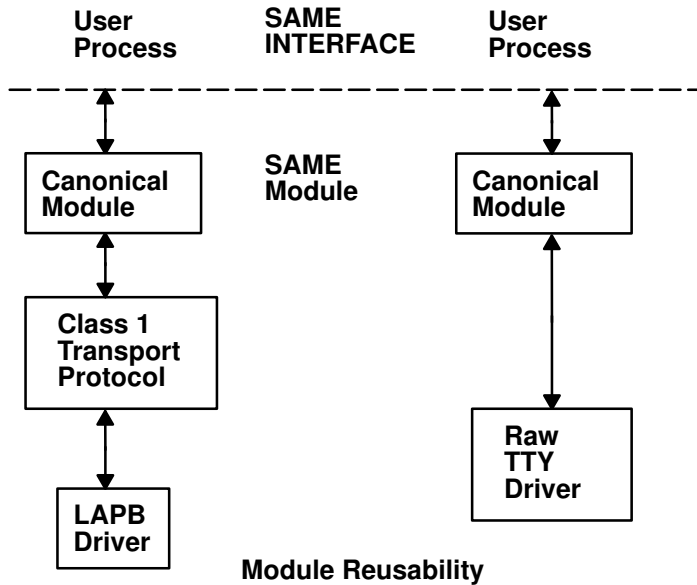 User
Process
SAME
INTERFACE
User
Process
Canonical
Module
SAME
Module
Canonical
Module
Class 1
Transport
Protocol
Raw
TTY
Driver
LAPB
Driver
Module Reusability